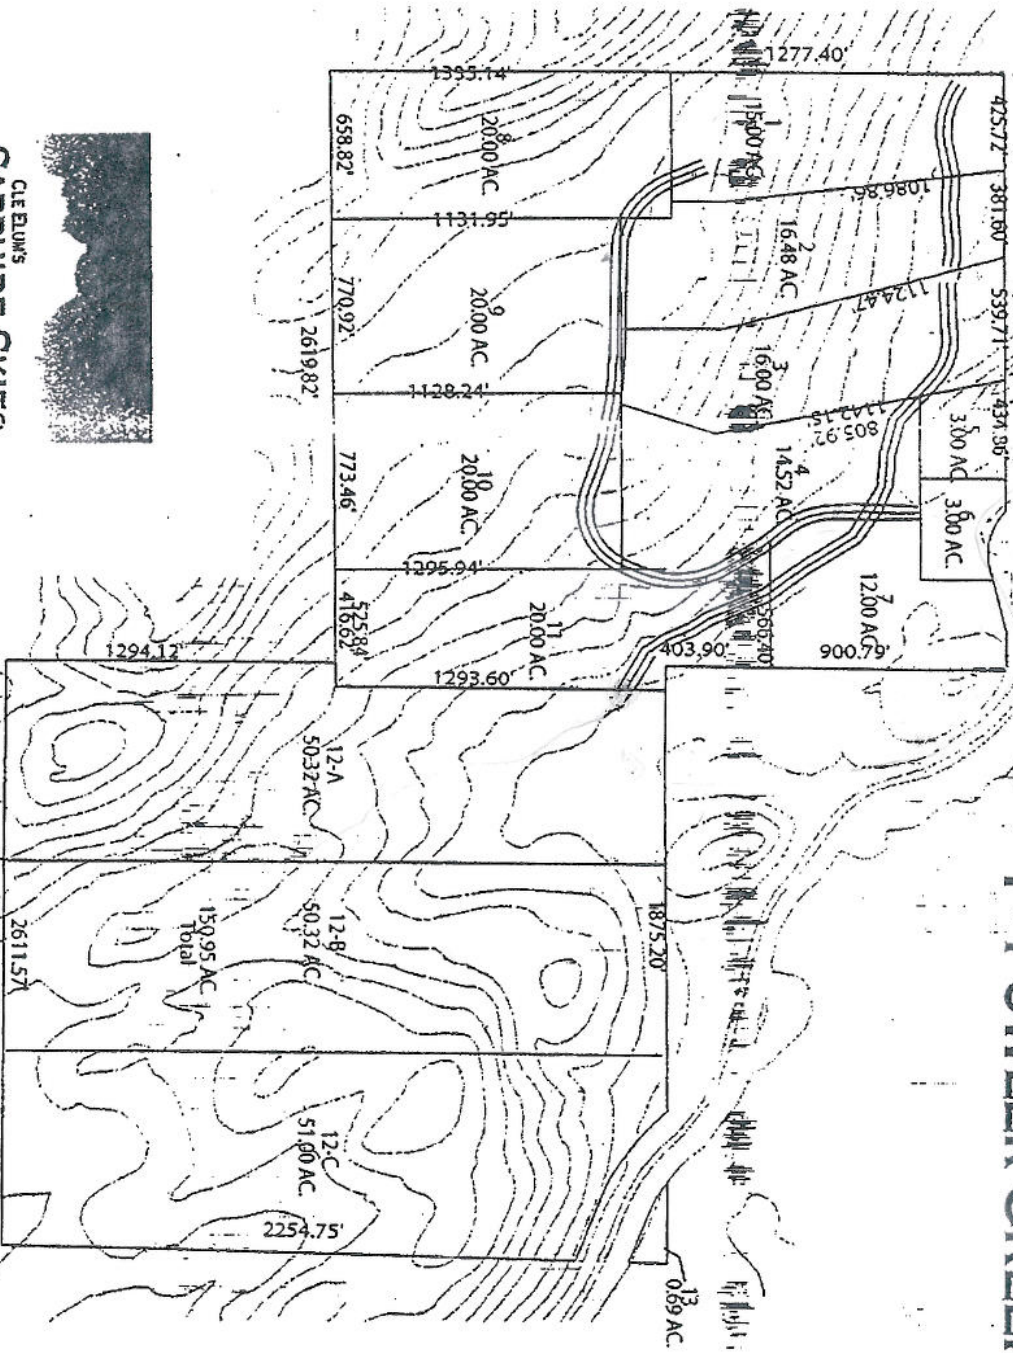 1277.40'
1335.14'
425.72'
381.60'
539.71'
434.86'
1
15.00 AC.
1086.86'
2
16.48 AC.
1124.47'
3
16.00 AC.
1142.15'
805.92'
4
14.52 AC.
5
3.00 AC.
6
3.00 AC.
7
12.00 AC.
900.79'
566.40'
403.90'
8
20.00 AC.
658.82'
1131.95'
9
20.00 AC.
770.92'
2619.82'
1128.24'
10
20.00 AC.
773.46'
1295.94'
11
20.00 AC.
525.84'
416.62'
1293.60'
1294.12'
12-A
50.32 AC.
12-B
50.32 AC.
150.95 AC.
Total
1875.20'
2611.57'
12-C
51.00 AC.
2254.75'
13
0.69 AC.
CLE ELUM'S